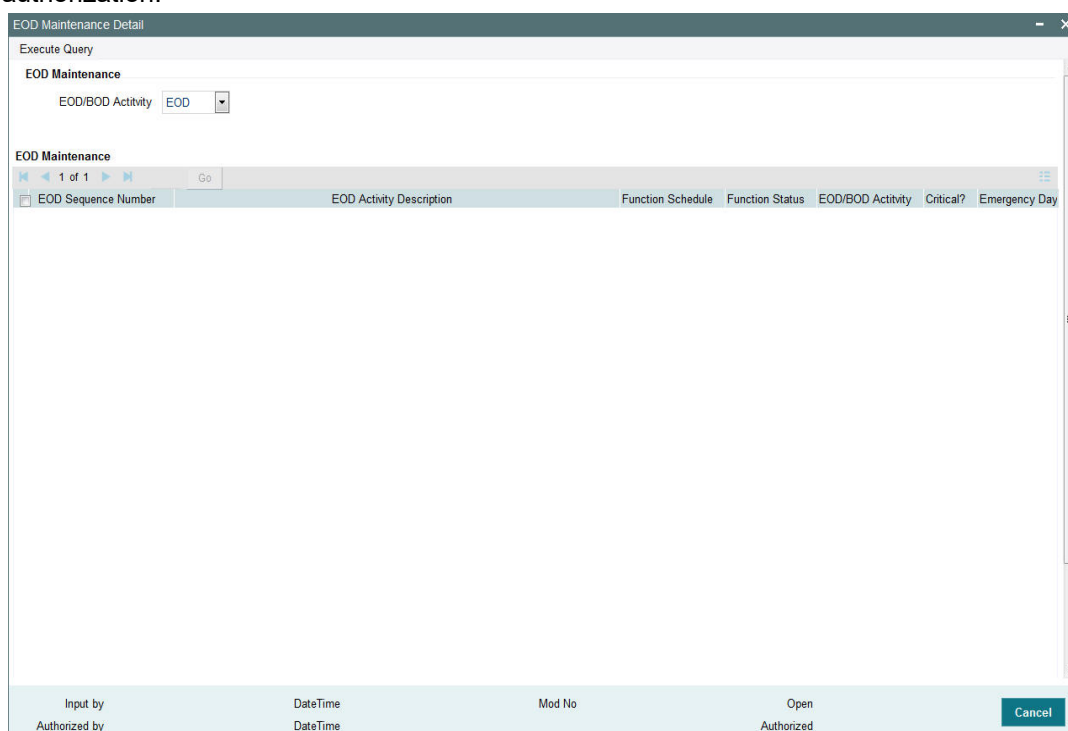 authorization.
EOD Maintenance Detail
Execute Query
EOD Maintenance
EOD/BOD Actitvity EOD
EOD Maintenance
1 of 1 Go
EOD Sequence Number EOD Activity Description Function Schedule Function Status EOD/BOD Actitvity Critical? Emergency Day
Input by DateTime Mod No Open Cancel
Authorized by DateTime Authorized